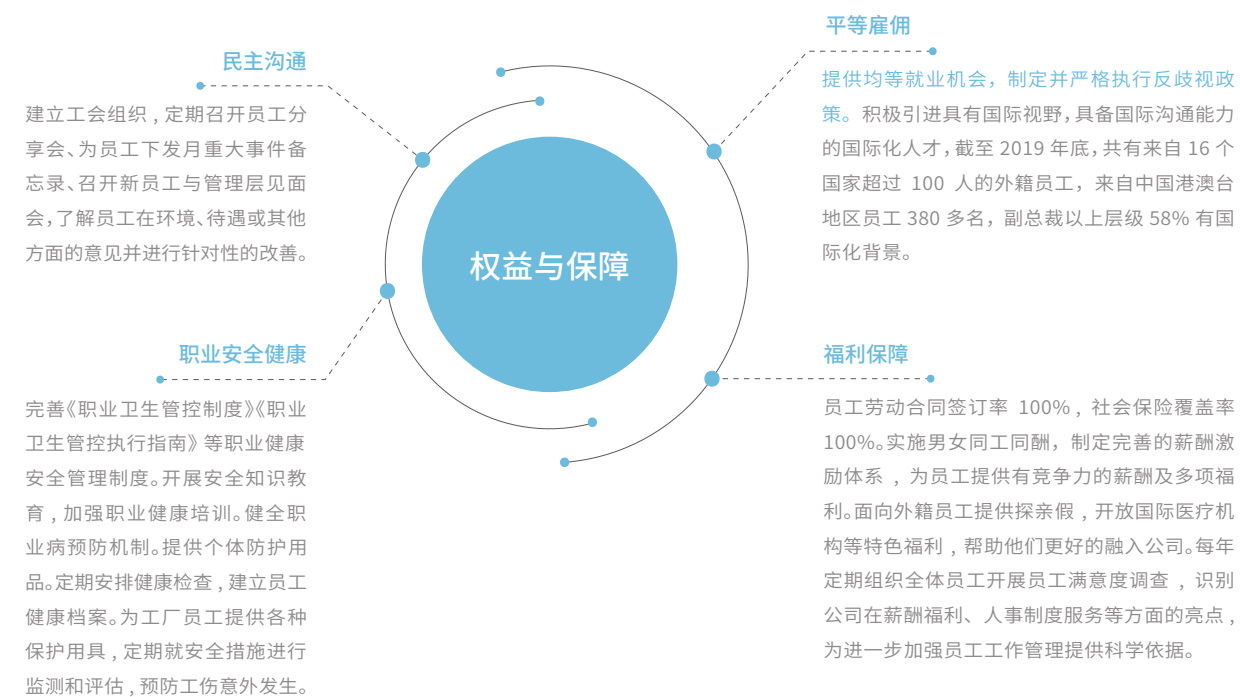 民主沟通
建立工会组织，定期召开员工分
享会、为员工下发月重大事件备
忘录、召开新员工与管理层见面
会，了解员工在环境、待遇或其他
方面的意见并进行针对性的改善。
职业安全健康
完善《职业卫生管控制度》《职业
卫生管控执行指南》等职业健康
安全管理制度。开展安全知识教
育，加强职业健康培训。健全职
业病预防机制。提供个体防护用
品。定期安排健康检查，建立员工
健康档案。为工厂员工提供各种
保护用具，定期就安全措施进行
监测和评估，预防工伤意外发生。
权益与保障
平等雇佣
提供均等就业机会，制定并严格执行反歧视政
策。积极引进具有国际视野，具备国际沟通能力
的国际化人才，截至 2019 年底，共有来自 16 个
国家超过 100 人的外籍员工，来自中国港澳台
地区员工 380 多名，副总裁以上层级 58% 有国
际化背景。
福利保障
员工劳动合同签订率 100%，社会保险覆盖率
100%。实施男女同工同酬，制定完善的薪酬激
励体系，为员工提供有竞争力的薪酬及多项福
利。面向外籍员工提供探亲假，开放国际医疗机
构等特色福利，帮助他们更好的融入公司。每年
定期组织全体员工开展员工满意度调查，识别
公司在薪酬福利、人事制度服务等方面的亮点，
为进一步加强员工工作管理提供科学依据。